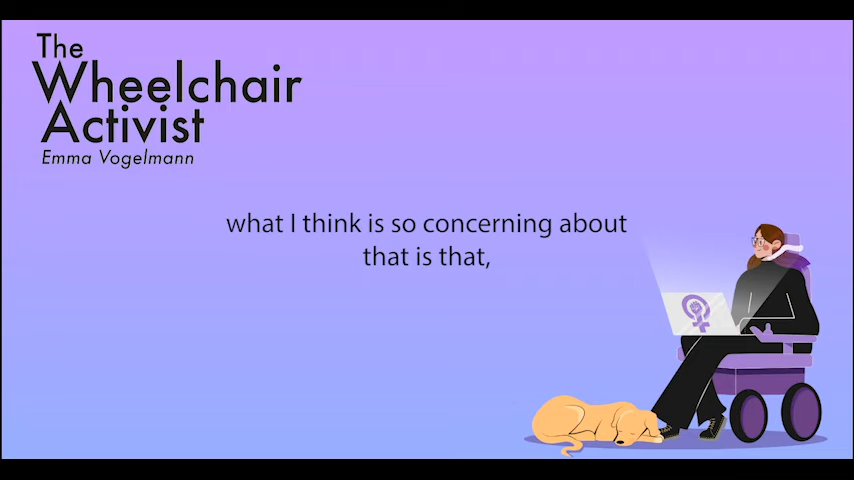 The
Wheelchair
Activist
Emma Vogelmann
what I think is so concerning about
that is that,